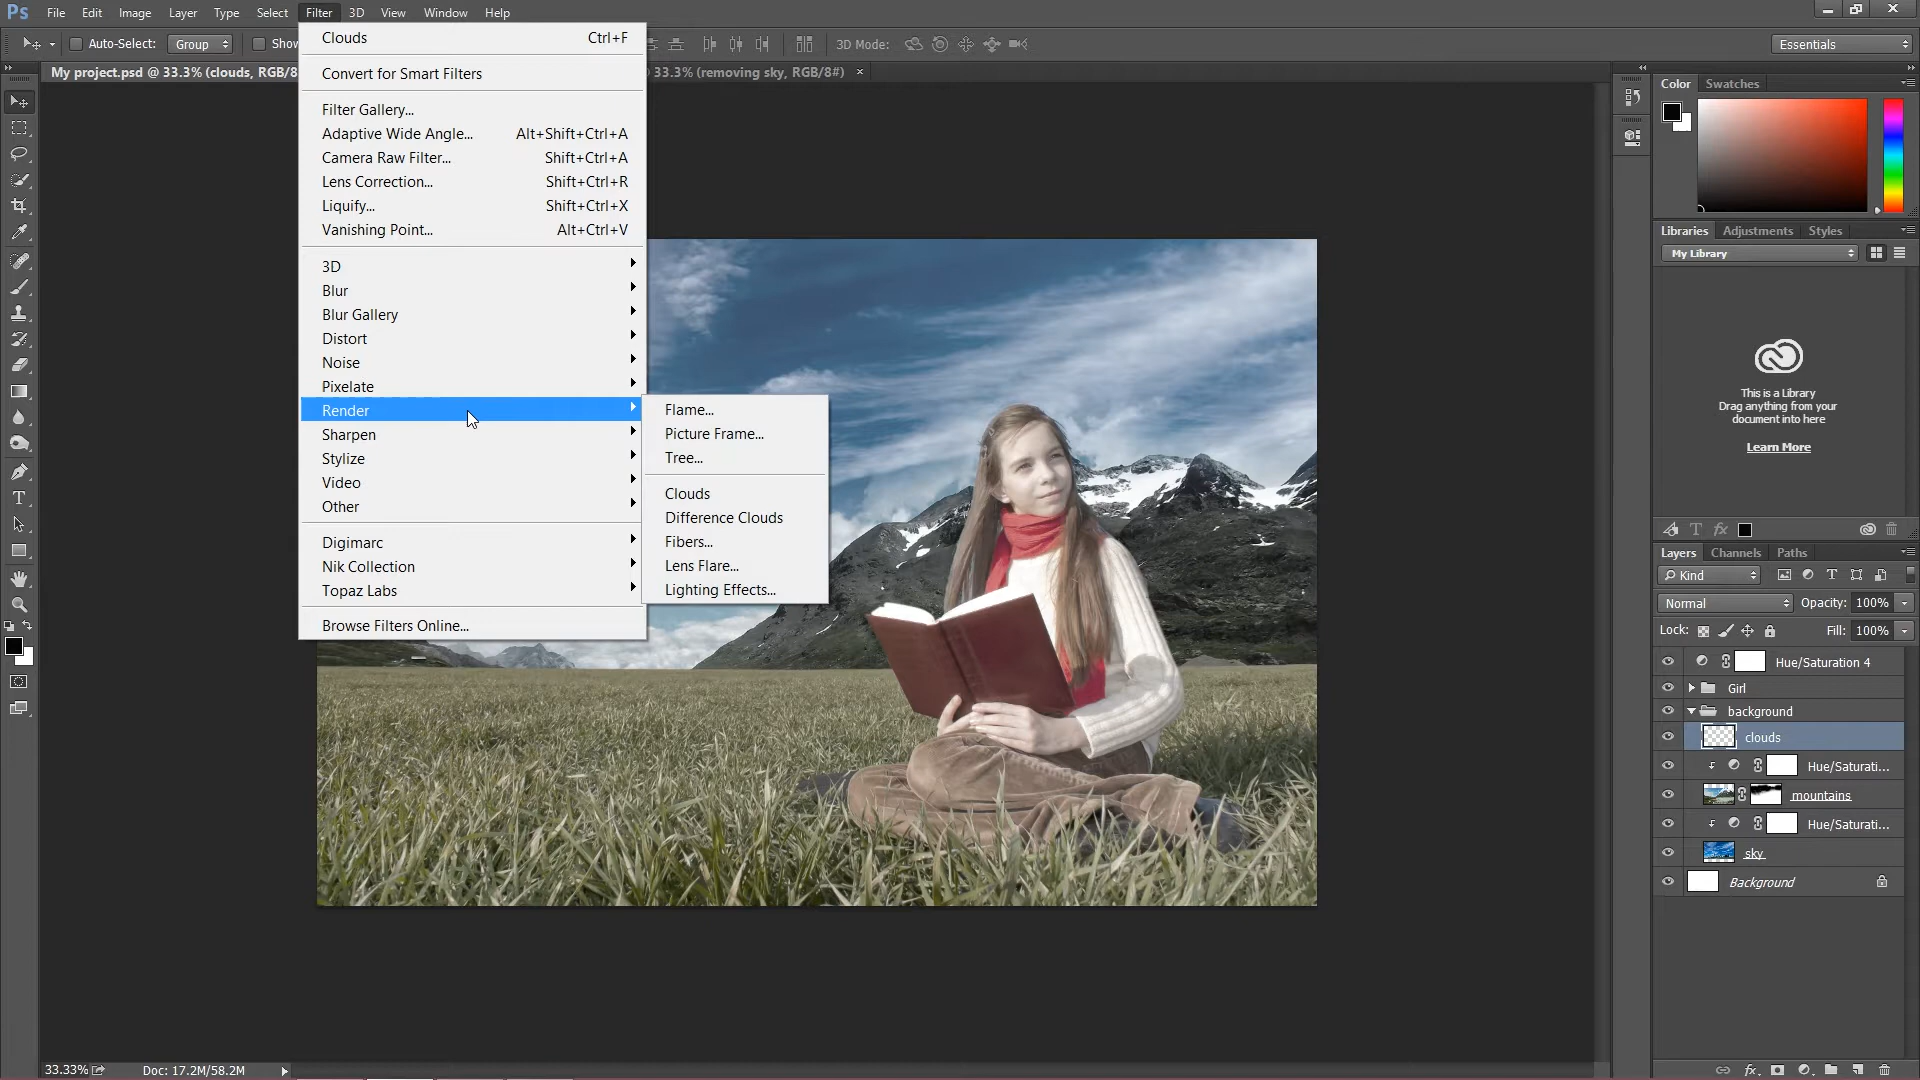 Ps File Edit Image Layer Type Select Filter 3D View Window Help
Auto-Select: Group Show 3D Mode: Essentials
My project.psd @ 33.3% (clouds, RGB/8 33.3% (removing sky, RGB/8#) ×
Clouds Ctrl+F
Convert for Smart Filters
Filter Gallery...
Adaptive Wide Angle... Alt+Shift+Ctrl+A
Camera Raw Filter... Shift+Ctrl+A
Lens Correction... Shift+Ctrl+R
Liquify... Shift+Ctrl+X
Vanishing Point... Alt+Ctrl+V
3D
Blur
Blur Gallery
Distort
Noise
Pixelate
Render
Sharpen
Stylize
Video
Other
Digimarc
Nik Collection
Topaz Labs
Browse Filters Online...
Flame...
Picture Frame...
Tree...
Clouds
Difference Clouds
Fibers...
Lens Flare...
Lighting Effects...
Color Swatches
Libraries Adjustments Styles
My Library
This is a Library
Drag anything from your
document into here
Learn More
Layers Channels Paths
Kind
Normal Opacity: 100%
Lock: Fill: 100%
Hue/Saturation 4
Girl
background
clouds
Hue/Saturati...
mountains
Hue/Saturati...
sky
Background
33.33% Doc: 17.2M/58.2M